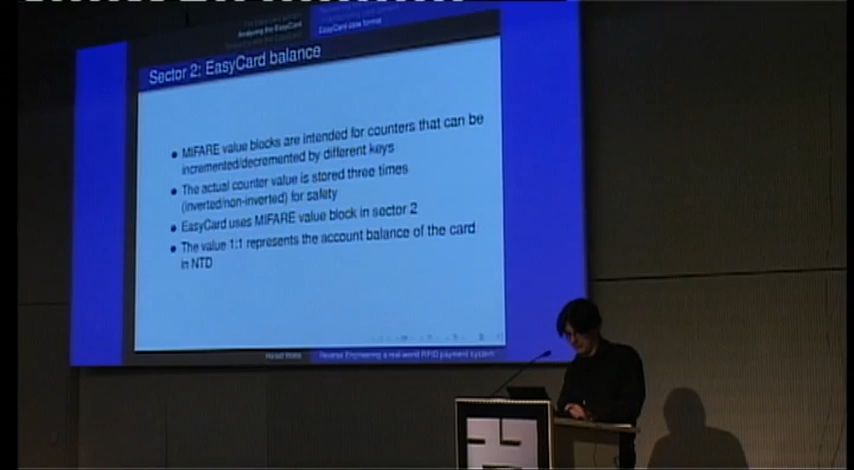 Analyzing the EasyCard
EasyCard data format
Sector 2: EasyCard balance
MIFARE value blocks are intended for counters that can be
incremented/decremented by different keys
The actual counter value is stored three times
(inverted/non-inverted) for safety
EasyCard uses MIFARE value block in sector 2
The value 1:1 represents the account balance of the card
in NTD
Harald Welte
Reverse Engineering a real-world RFID payment system